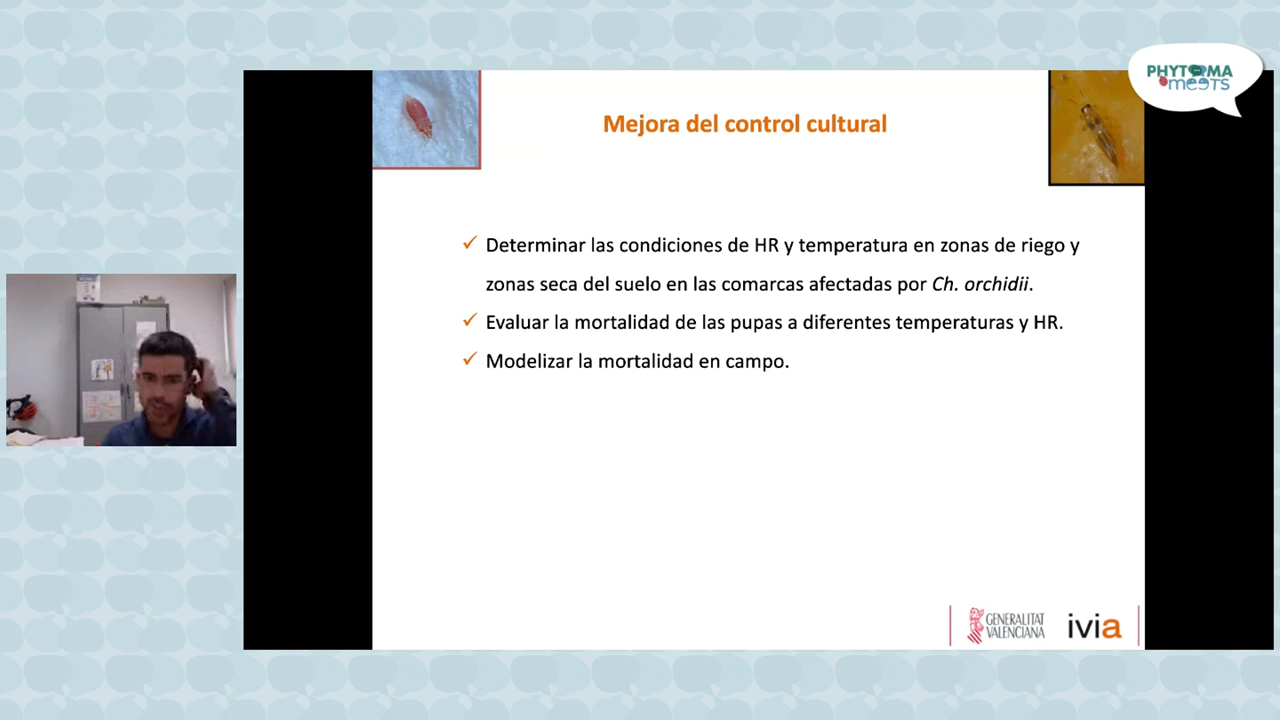 PHYTOMA
meets
Mejora del control cultural
Determinar las condiciones de HR y temperatura en zonas de riego y
zonas seca del suelo en las comarcas afectadas por Ch. orchidii.
Evaluar la mortalidad de las pupas a diferentes temperaturas y HR.
Modelizar la mortalidad en campo.
GENERALITAT
VALENCIANA
ivia